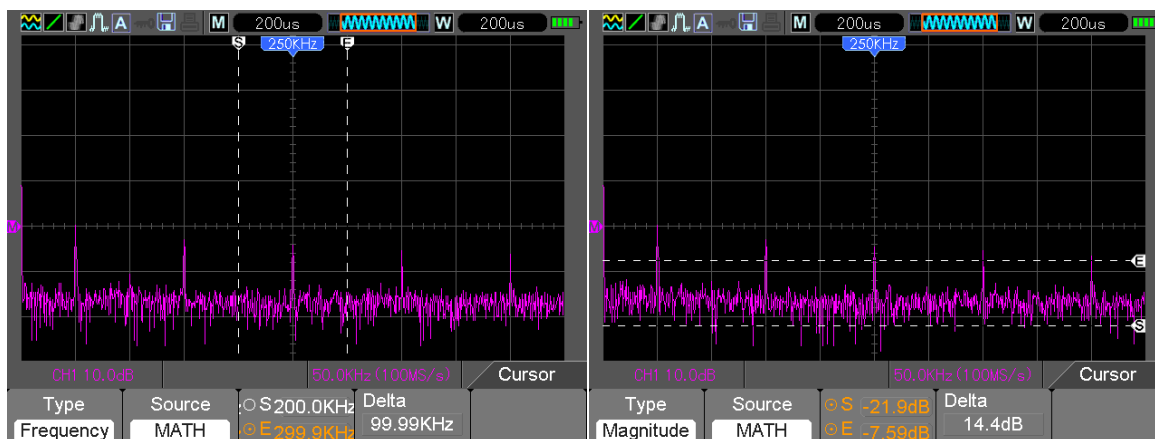 A M 200us W 200us
S 250KHz E
M
CH1 10.0dB 50.0KHz(100MS/s) Cursor
Type Source S 200.0KHz Delta
Frequency MATH E 299.9KHz 99.99KHz
A M 200us W 200us
250KHz
M E
S
CH1 10.0dB 50.0KHz(100MS/s) Cursor
Type Source S -21.9dB Delta
Magnitude MATH E -7.59dB 14.4dB